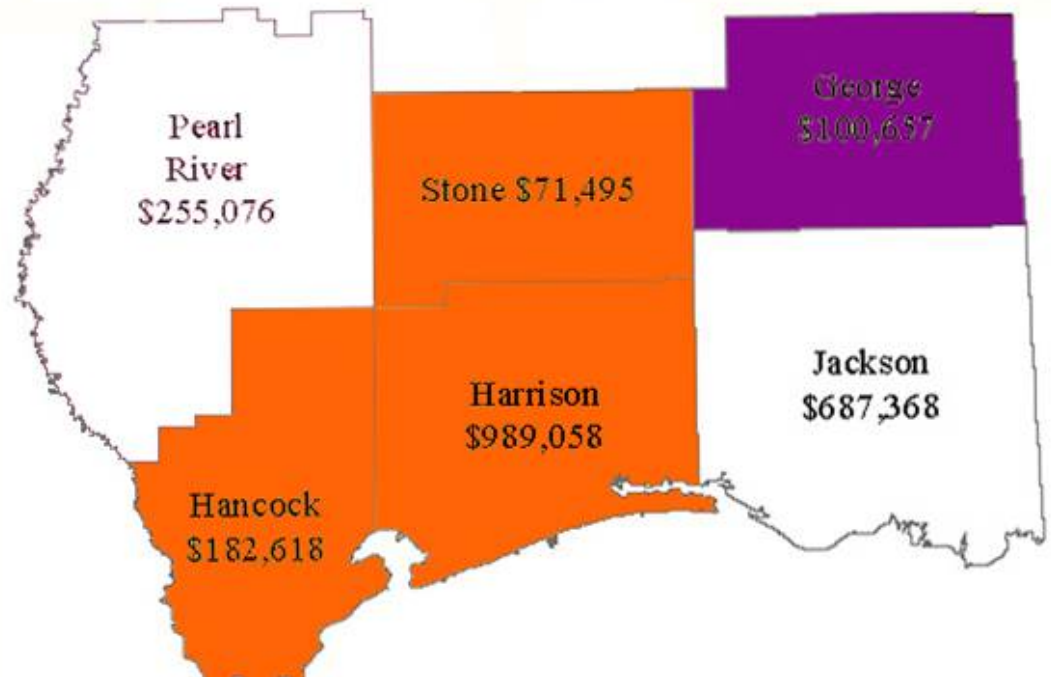 Pearl
River
$255,076
Stone $71,495
George
$100,657
Hancock
$182,618
Harrison
$989,058
Jackson
$687,368